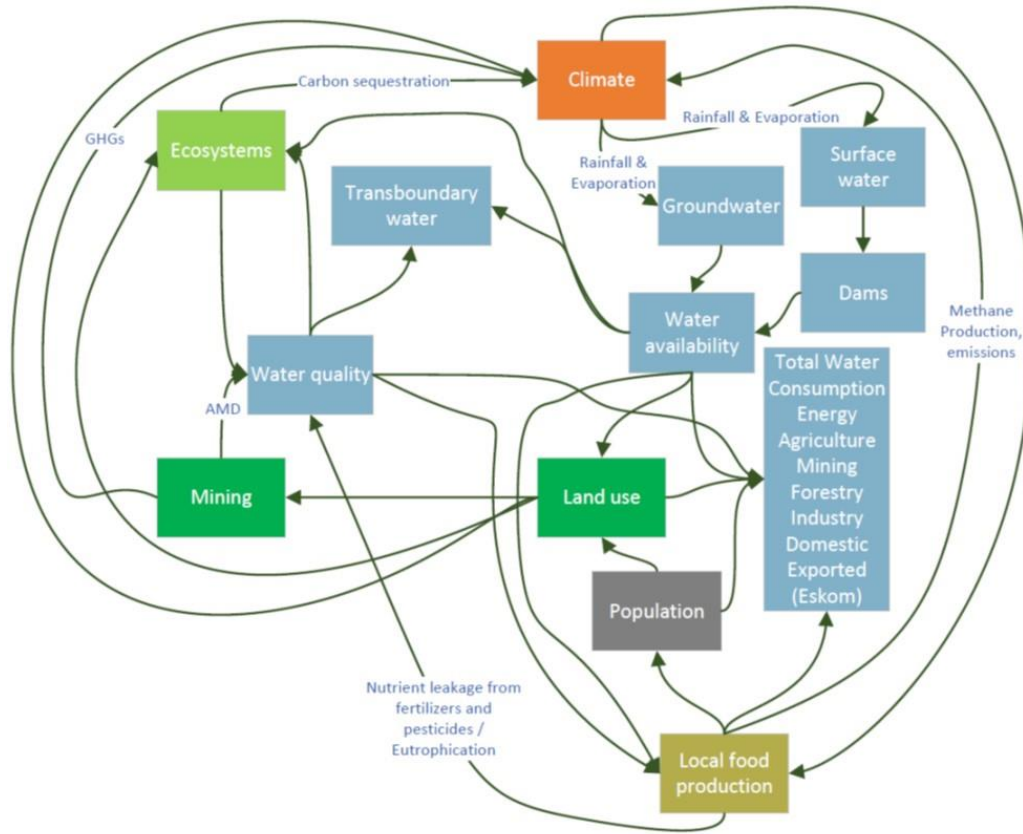 Climate
Carbon sequestration
GHGs
Rainfall & Evaporation
Ecosystems
Rainfall &
Evaporation
Surface
water
Transboundary
water
Groundwater
Dams
Water
availability
Methane
Production,
emissions
Water quality
Total Water
Consumption
Energy
Agriculture
Mining
Forestry
Industry
Domestic
Exported
(Eskom)
AMD
Mining
Land use
Population
Nutrient leakage from
fertilizers and
pesticides /
Eutrophication
Local food
production